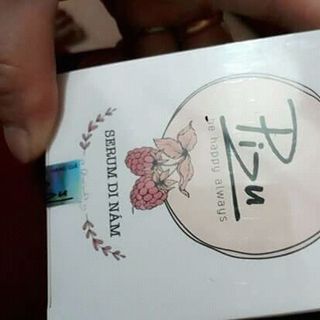 Pizu
be happy always
SERUM DI NÁM